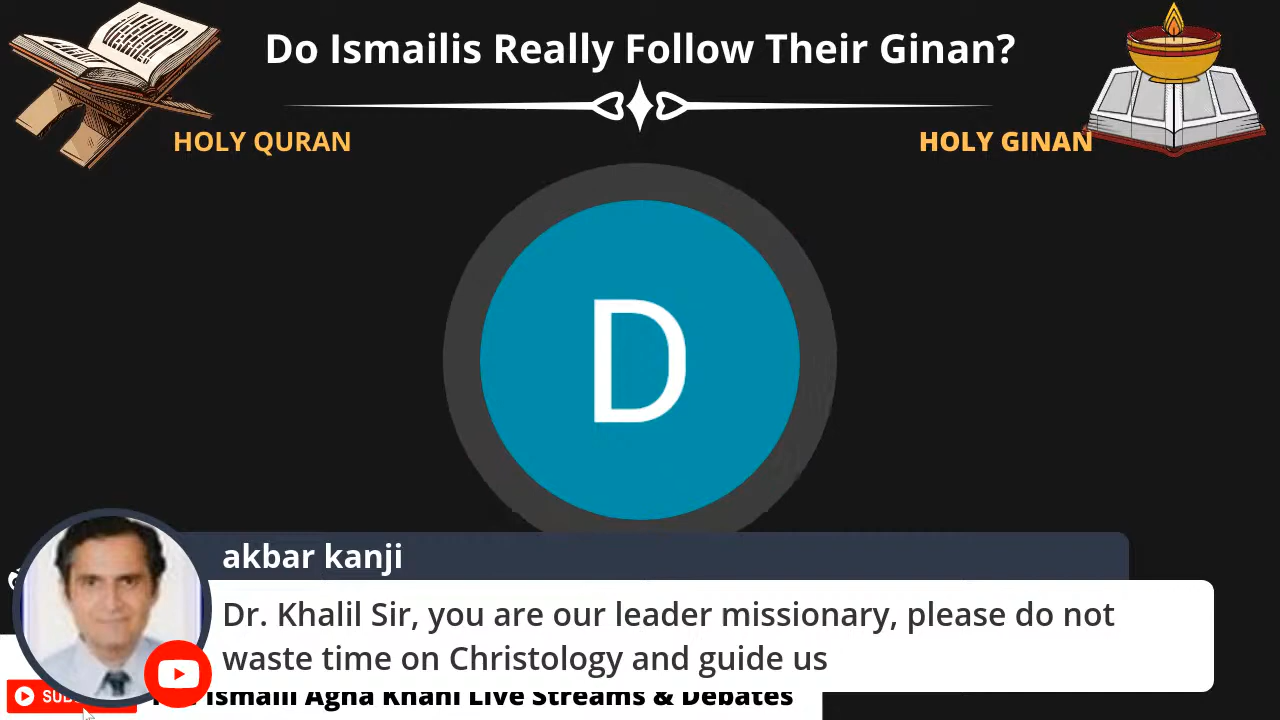 Do Ismailis Really Follow Their Ginan?
HOLY QURAN
HOLY GINAN
D
akbar kanji
Dr. Khalil Sir, you are our leader missionary, please do not
waste time on Christology and guide us
SUB
Ismaili Agha Khani Live Streams & Debates